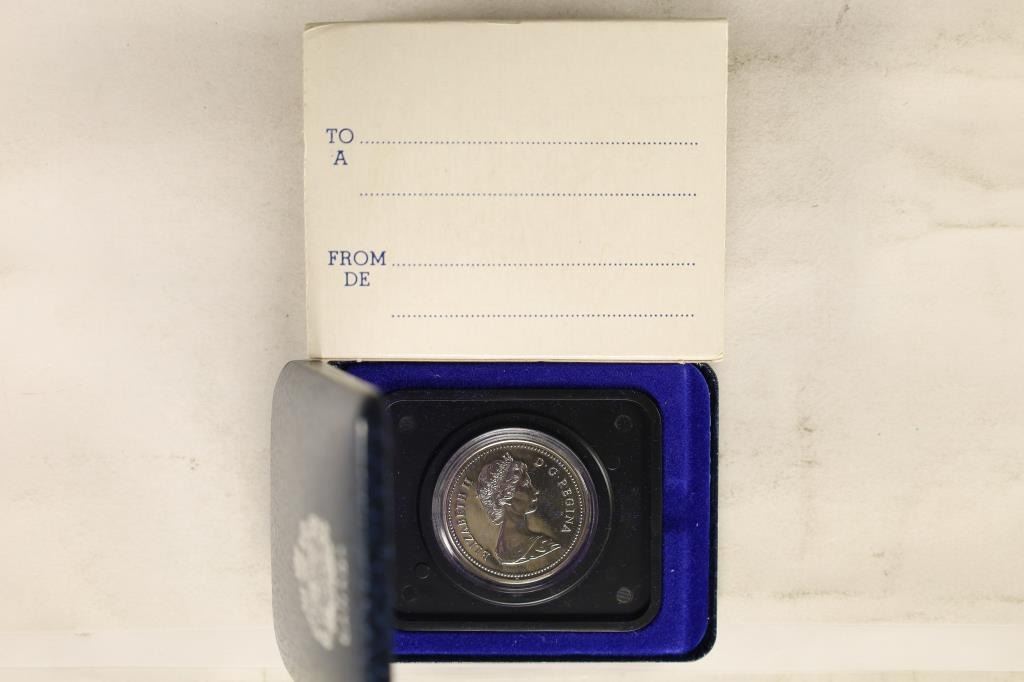 TO
A
FROM
DE
ELIZABETH II D·G·REGINA